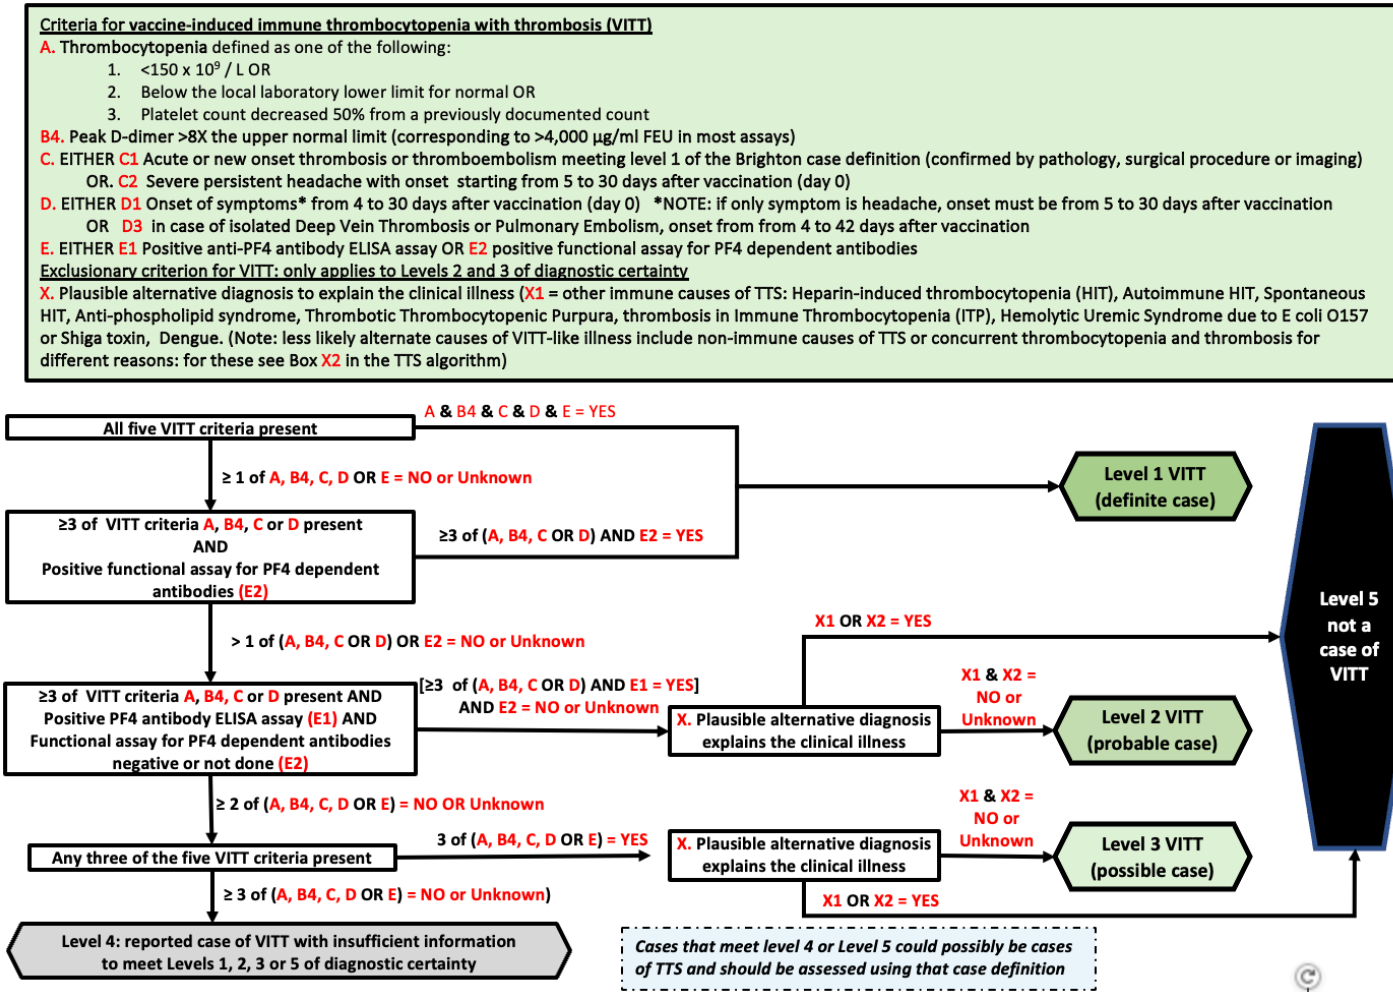 Criteria for vaccine-induced immune thrombocytopenia with thrombosis (VITT)
A. Thrombocytopenia defined as one of the following:
1. <150 x 10⁹ / L OR
2. Below the local laboratory lower limit for normal OR
3. Platelet count decreased 50% from a previously documented count
B4. Peak D-dimer >8X the upper normal limit (corresponding to >4,000 µg/ml FEU in most assays)
C. EITHER C1 Acute or new onset thrombosis or thromboembolism meeting level 1 of the Brighton case definition (confirmed by pathology, surgical procedure or imaging)
OR. C2 Severe persistent headache with onset starting from 5 to 30 days after vaccination (day 0)
D. EITHER D1 Onset of symptoms* from 4 to 30 days after vaccination (day 0) *NOTE: if only symptom is headache, onset must be from 5 to 30 days after vaccination
OR D3 in case of isolated Deep Vein Thrombosis or Pulmonary Embolism, onset from from 4 to 42 days after vaccination
E. EITHER E1 Positive anti-PF4 antibody ELISA assay OR E2 positive functional assay for PF4 dependent antibodies
Exclusionary criterion for VITT: only applies to Levels 2 and 3 of diagnostic certainty
X. Plausible alternative diagnosis to explain the clinical illness (X1 = other immune causes of TTS: Heparin-induced thrombocytopenia (HIT), Autoimmune HIT, Spontaneous
HIT, Anti-phospholipid syndrome, Thrombotic Thrombocytopenic Purpura, thrombosis in Immune Thrombocytopenia (ITP), Hemolytic Uremic Syndrome due to E coli O157
or Shiga toxin, Dengue. (Note: less likely alternate causes of VITT-like illness include non-immune causes of TTS or concurrent thrombocytopenia and thrombosis for
different reasons: for these see Box X2 in the TTS algorithm)
A & B4 & C & D & E = YES
All five VITT criteria present
≥ 1 of A, B4, C, D OR E = NO or Unknown
Level 1 VITT
(definite case)
≥3 of VITT criteria A, B4, C or D present
AND
Positive functional assay for PF4 dependent
antibodies (E2)
≥3 of (A, B4, C OR D) AND E2 = YES
Level 5
not a
case of
VITT
> 1 of (A, B4, C OR D) OR E2 = NO or Unknown
X1 OR X2 = YES
≥3 of VITT criteria A, B4, C or D present AND
Positive PF4 antibody ELISA assay (E1) AND
Functional assay for PF4 dependent antibodies
negative or not done (E2)
[≥3 of (A, B4, C OR D) AND E1 = YES]
AND E2 = NO or Unknown
X. Plausible alternative diagnosis
explains the clinical illness
X1 & X2 =
NO or
Unknown
Level 2 VITT
(probable case)
≥ 2 of (A, B4, C, D OR E) = NO OR Unknown
Any three of the five VITT criteria present
3 of (A, B4, C, D OR E) = YES
X. Plausible alternative diagnosis
explains the clinical illness
X1 & X2 =
NO or
Unknown
Level 3 VITT
(possible case)
≥ 3 of (A, B4, C, D OR E) = NO or Unknown)
X1 OR X2 = YES
Level 4: reported case of VITT with insufficient information
to meet Levels 1, 2, 3 or 5 of diagnostic certainty
Cases that meet level 4 or Level 5 could possibly be cases
of TTS and should be assessed using that case definition